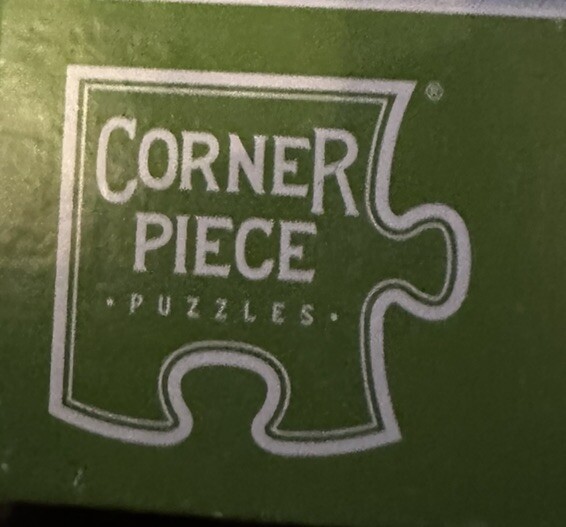 CORNER
PIECE
· PUZZLES ·
®